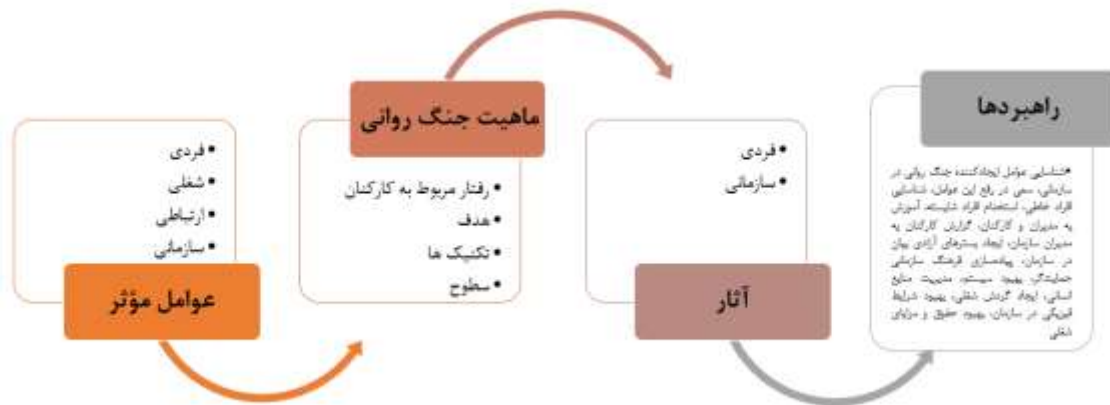 عوامل مؤثر
• فردی
• شغلی
• ارتباطی
• سازمانی
ماهیت جنگ روانی
• رفتار مربوط به کارکنان
• هدف
• تکنیک ها
• سطوح
آثار
• فردی
• سازمانی
راهبردها
•شناسایی عوامل ایجادکننده جنگ روانی در
سازمانی، سعی در رفع این عوامل، شناسایی
افراد خاطی، استخدام افراد شایسته، آموزش
به مدیران و کارکنان، گزارش کارکنان به
مدیران سازمان، ایجاد بسترهای آزادی بیان
در سازمان، پیاده‌سازی فرهنگ سازمانی
حمایتگر، بهبود سیستم مدیریت منابع
انسانی، ایجاد گردش شغلی، بهبود شرایط
فیزیکی در سازمان، بهبود حقوق و مزایای
شغلی